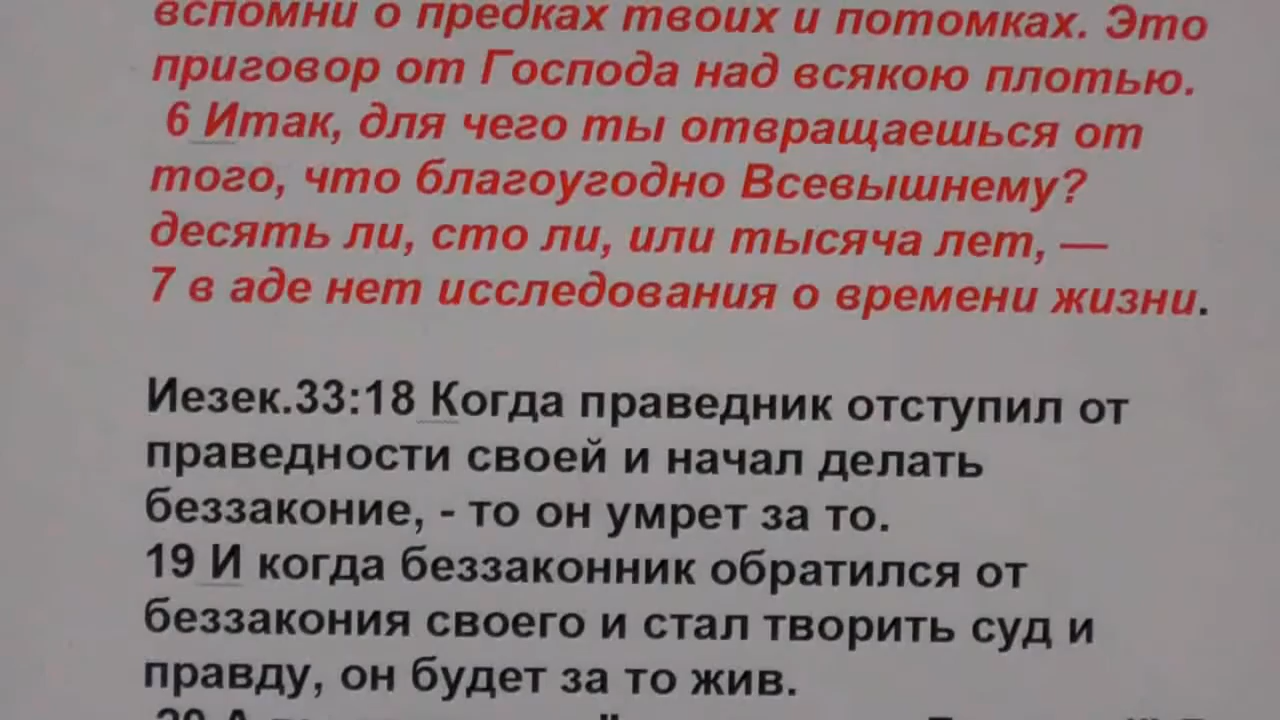 вспомни о предках твоих и потомках. Это
приговор от Господа над всякою плотью.
6 Итак, для чего ты отвращаешься от
того, что благоугодно Всевышнему?
десять ли, сто ли, или тысяча лет, —
7 в аде нет исследования о времени жизни.
Иезек.33:18 Когда праведник отступил от
праведности своей и начал делать
беззаконие, - то он умрет за то.
19 И когда беззаконник обратился от
беззакония своего и стал творить суд и
правду, он будет за то жив.
20 А